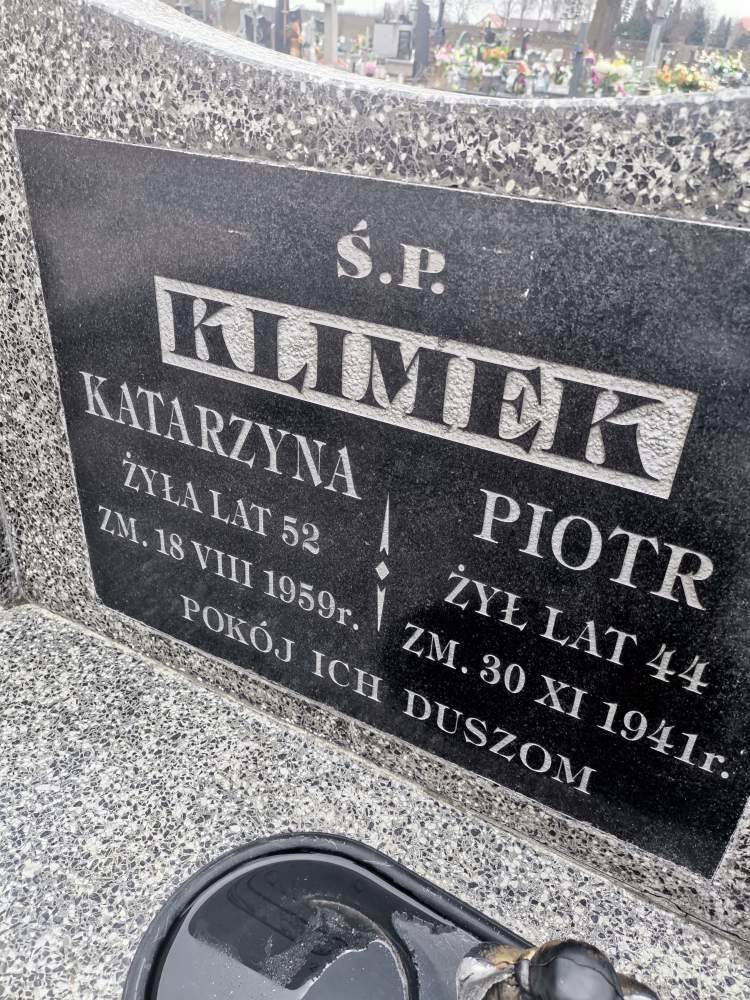 Ś.P.
KLIMEK
KATARZYNA
ŻYŁA LAT 52
ZM. 18 VIII 1959r.
PIOTR
ŻYŁ LAT 44
ZM. 30 XI 1941r.
POKÓJ ICH DUSZOM